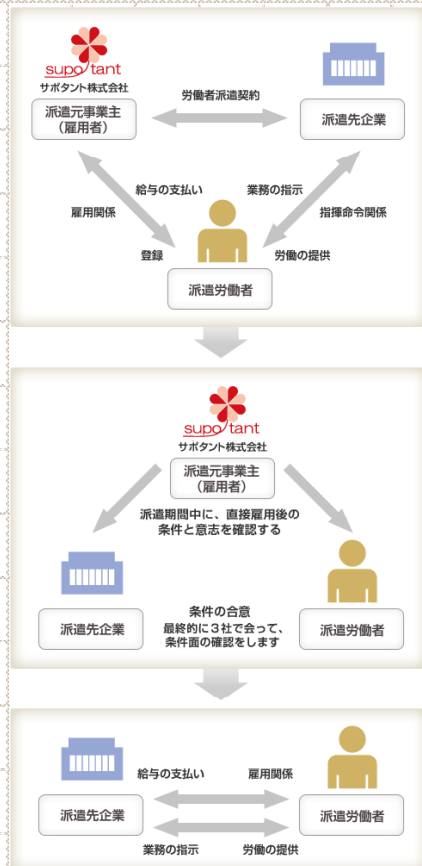 supotant
サポタント株式会社
派遣元事業主
（雇用者）
労働者派遣契約
派遣先企業
給与の支払い
業務の指示
雇用関係
指揮命令関係
登録
労働の提供
派遣労働者
supotant
サポタント株式会社
派遣元事業主
（雇用者）
派遣期間中に、直接雇用後の
条件と意志を確認する
条件の合意
最終的に３社で会って、
条件面の確認をします
派遣先企業
派遣労働者
給与の支払い
雇用関係
派遣先企業
派遣労働者
業務の指示
労働の提供